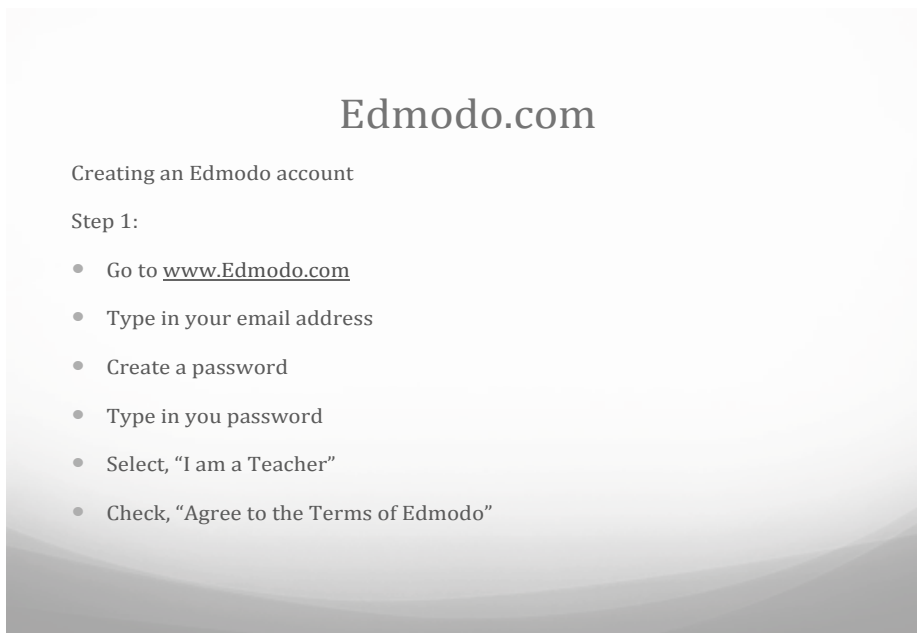 Edmodo.com
Creating an Edmodo account
Step 1:
• Go to www.Edmodo.com
• Type in your email address
• Create a password
• Type in you password
• Select, “I am a Teacher”
• Check, “Agree to the Terms of Edmodo”